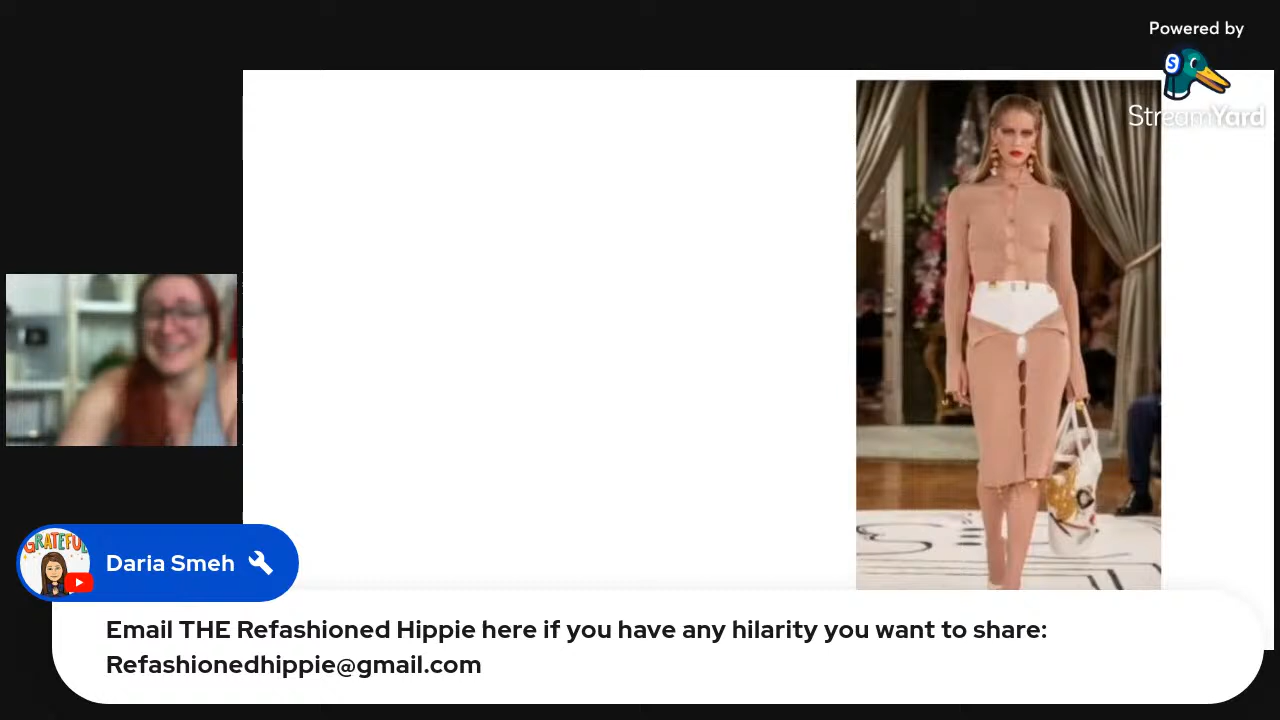 Powered by
StreamYard
GRATEFUL
Daria Smeh
Email THE Refashioned Hippie here if you have any hilarity you want to share:
Refashionedhippie@gmail.com